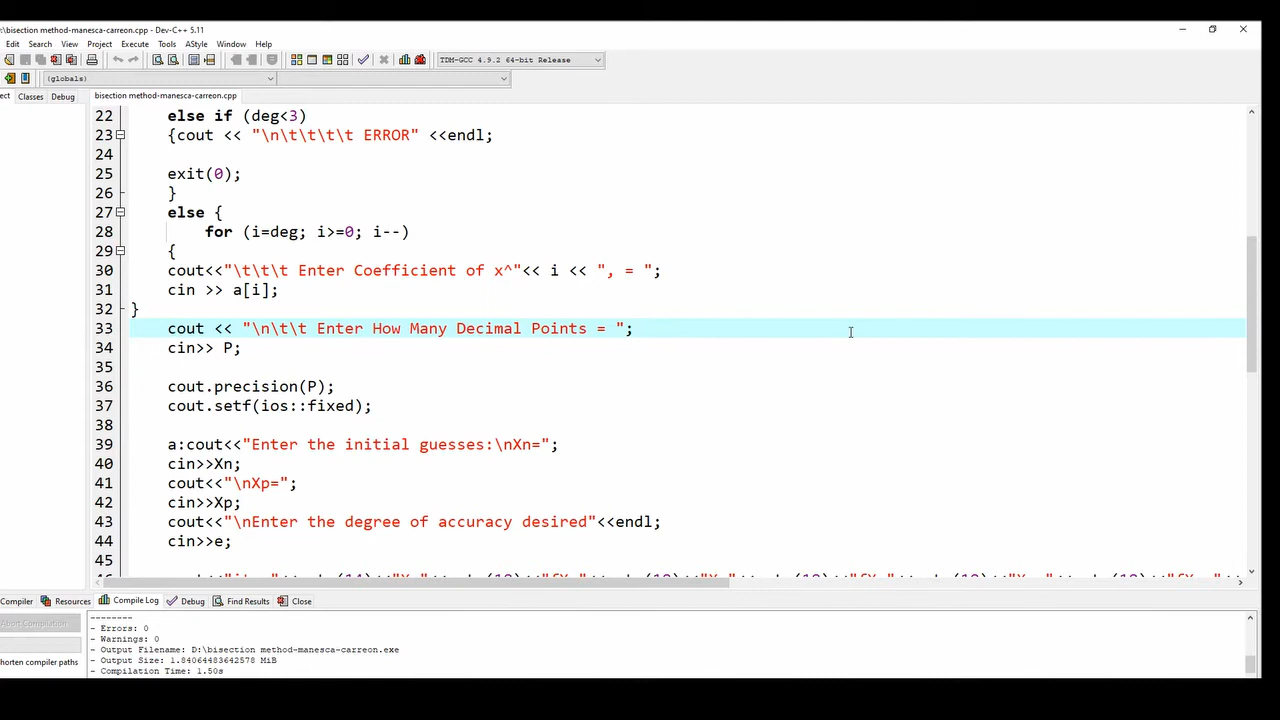 :\bisection method-manesca-carreon.cpp - Dev-C++ 5.11
Edit Search View Project Execute Tools AStyle Window Help
TDM-GCC 4.9.2 64-bit Release
(globals)
ect Classes Debug bisection method-manesca-carreon.cpp
22 else if (deg<3)
23 {cout << "\n\t\t\t\t ERROR" <<endl;
24
25 exit(0);
26 }
27 else {
28 for (i=deg; i>=0; i--)
29 {
30 cout<<"\t\t\t Enter Coefficient of x^"<< i << ", = ";
31 cin >> a[i];
32 }
33 cout << "\n\t\t Enter How Many Decimal Points = ";
34 cin>> P;
35
36 cout.precision(P);
37 cout.setf(ios::fixed);
38
39 a:cout<<"Enter the initial guesses:\nXn=";
40 cin>>Xn;
41 cout<<"\nXp=";
42 cin>>Xp;
43 cout<<"\nEnter the degree of accuracy desired"<<endl;
44 cin>>e;
45
Compiler Resources Compile Log Debug Find Results Close
Abort Compilation
horten compiler paths
--------
- Errors: 0
- Warnings: 0
- Output Filename: D:\bisection method-manesca-carreon.exe
- Output Size: 1.84064483642578 MiB
- Compilation Time: 1.50s